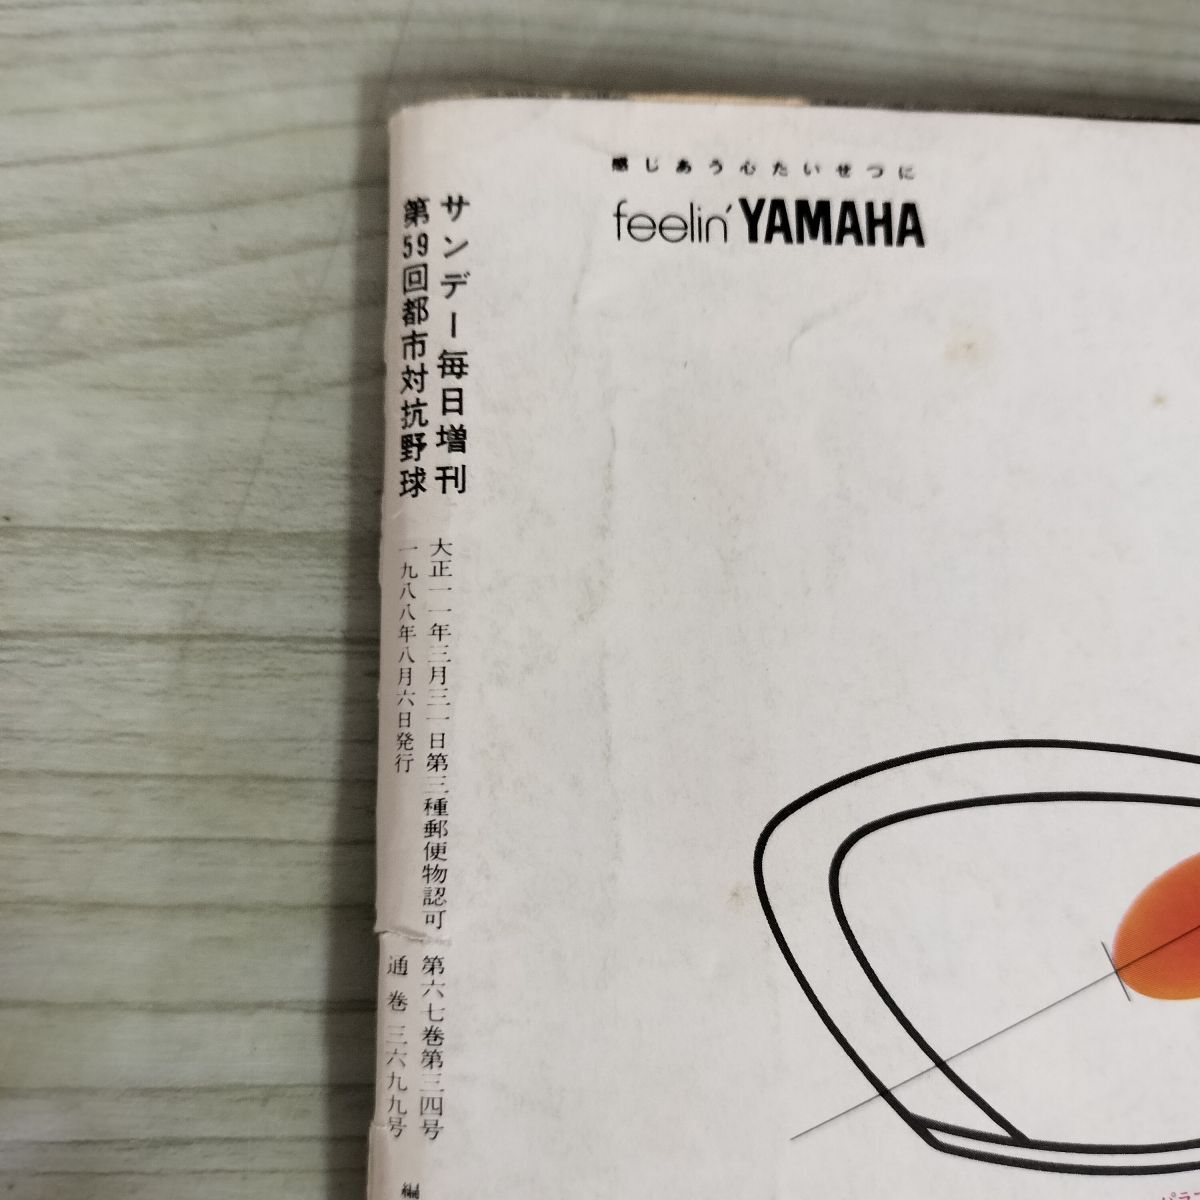 感じあう心たいせつに
feelin' YAMAHA
サンデー毎日増刊
第59回都市対抗野球
大正一一年三月三一日第三種郵便物認可
一九八八年八月六日発行
第六七巻第三四号
通巻三六九九号
編